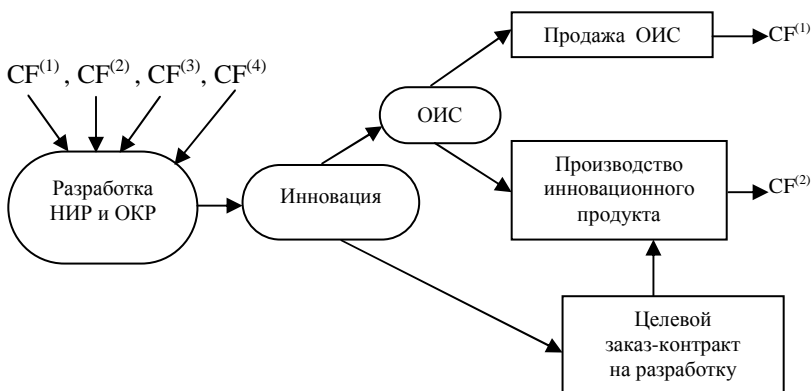 Продажа ОИС
CF⁽¹⁾
CF⁽¹⁾ , CF⁽²⁾ , CF⁽³⁾, CF⁽⁴⁾
ОИС
Разработка
НИР и ОКР
Инновация
Производство
инновационного
продукта
CF⁽²⁾
Целевой
заказ-контракт
на разработку